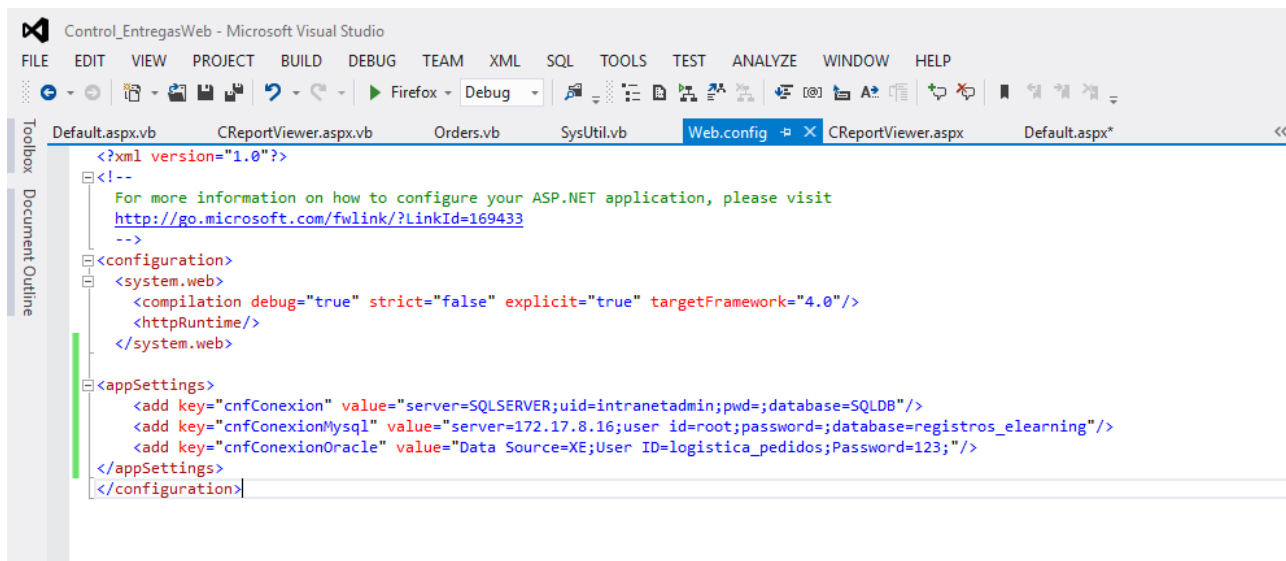 Control_EntregasWeb - Microsoft Visual Studio
FILE EDIT VIEW PROJECT BUILD DEBUG TEAM XML SQL TOOLS TEST ANALYZE WINDOW HELP
Firefox Debug
Toolbox
Document Outline
Default.aspx.vb CReportViewer.aspx.vb Orders.vb SysUtil.vb Web.config CReportViewer.aspx Default.aspx*
<?xml version="1.0"?>
<!--
For more information on how to configure your ASP.NET application, please visit
http://go.microsoft.com/fwlink/?LinkId=169433
-->
<configuration>
<system.web>
<compilation debug="true" strict="false" explicit="true" targetFramework="4.0"/>
<httpRuntime/>
</system.web>
<appSettings>
<add key="cnfConexion" value="server=SQLSERVER;uid=intranetadmin;pwd=;database=SQLDB"/>
<add key="cnfConexionMysql" value="server=172.17.8.16;user id=root;password=;database=registros_elearning"/>
<add key="cnfConexionOracle" value="Data Source=XE;User ID=logistica_pedidos;Password=123;"/>
</appSettings>
</configuration>